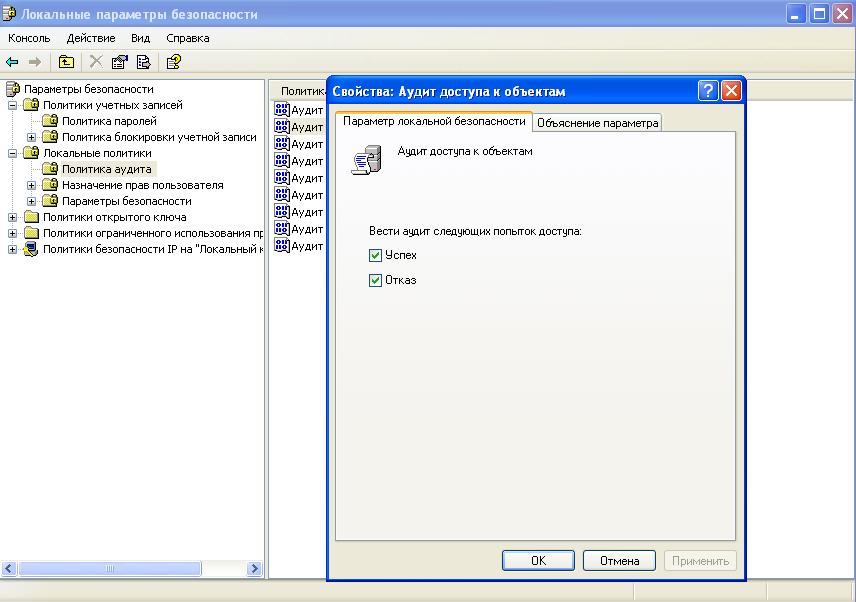 Локальные параметры безопасности
Консоль Действие Вид Справка
Параметры безопасности
Политики учетных записей
Политика паролей
Политика блокировки учетной записи
Локальные политики
Политика аудита
Назначение прав пользователя
Параметры безопасности
Политики открытого ключа
Политики ограниченного использования пр
Политики безопасности IP на "Локальный к
Политик
Аудит
Аудит
Аудит
Аудит
Аудит
Аудит
Аудит
Аудит
Аудит
Свойства: Аудит доступа к объектам
Параметр локальной безопасности Объяснение параметра
Аудит доступа к объектам
Вести аудит следующих попыток доступа:
Успех
Отказ
OK Отмена Применить